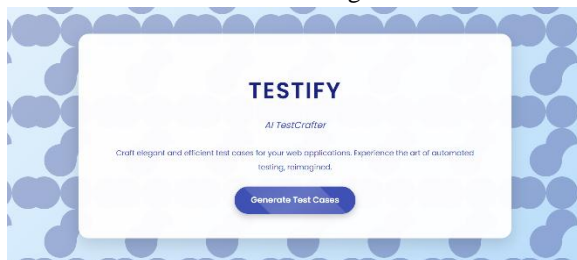 TESTIFY
AI TestCrafter
Craft elegant and efficient test cases for your web applications. Experience the art of automated
testing, reimagined.
Generate Test Cases